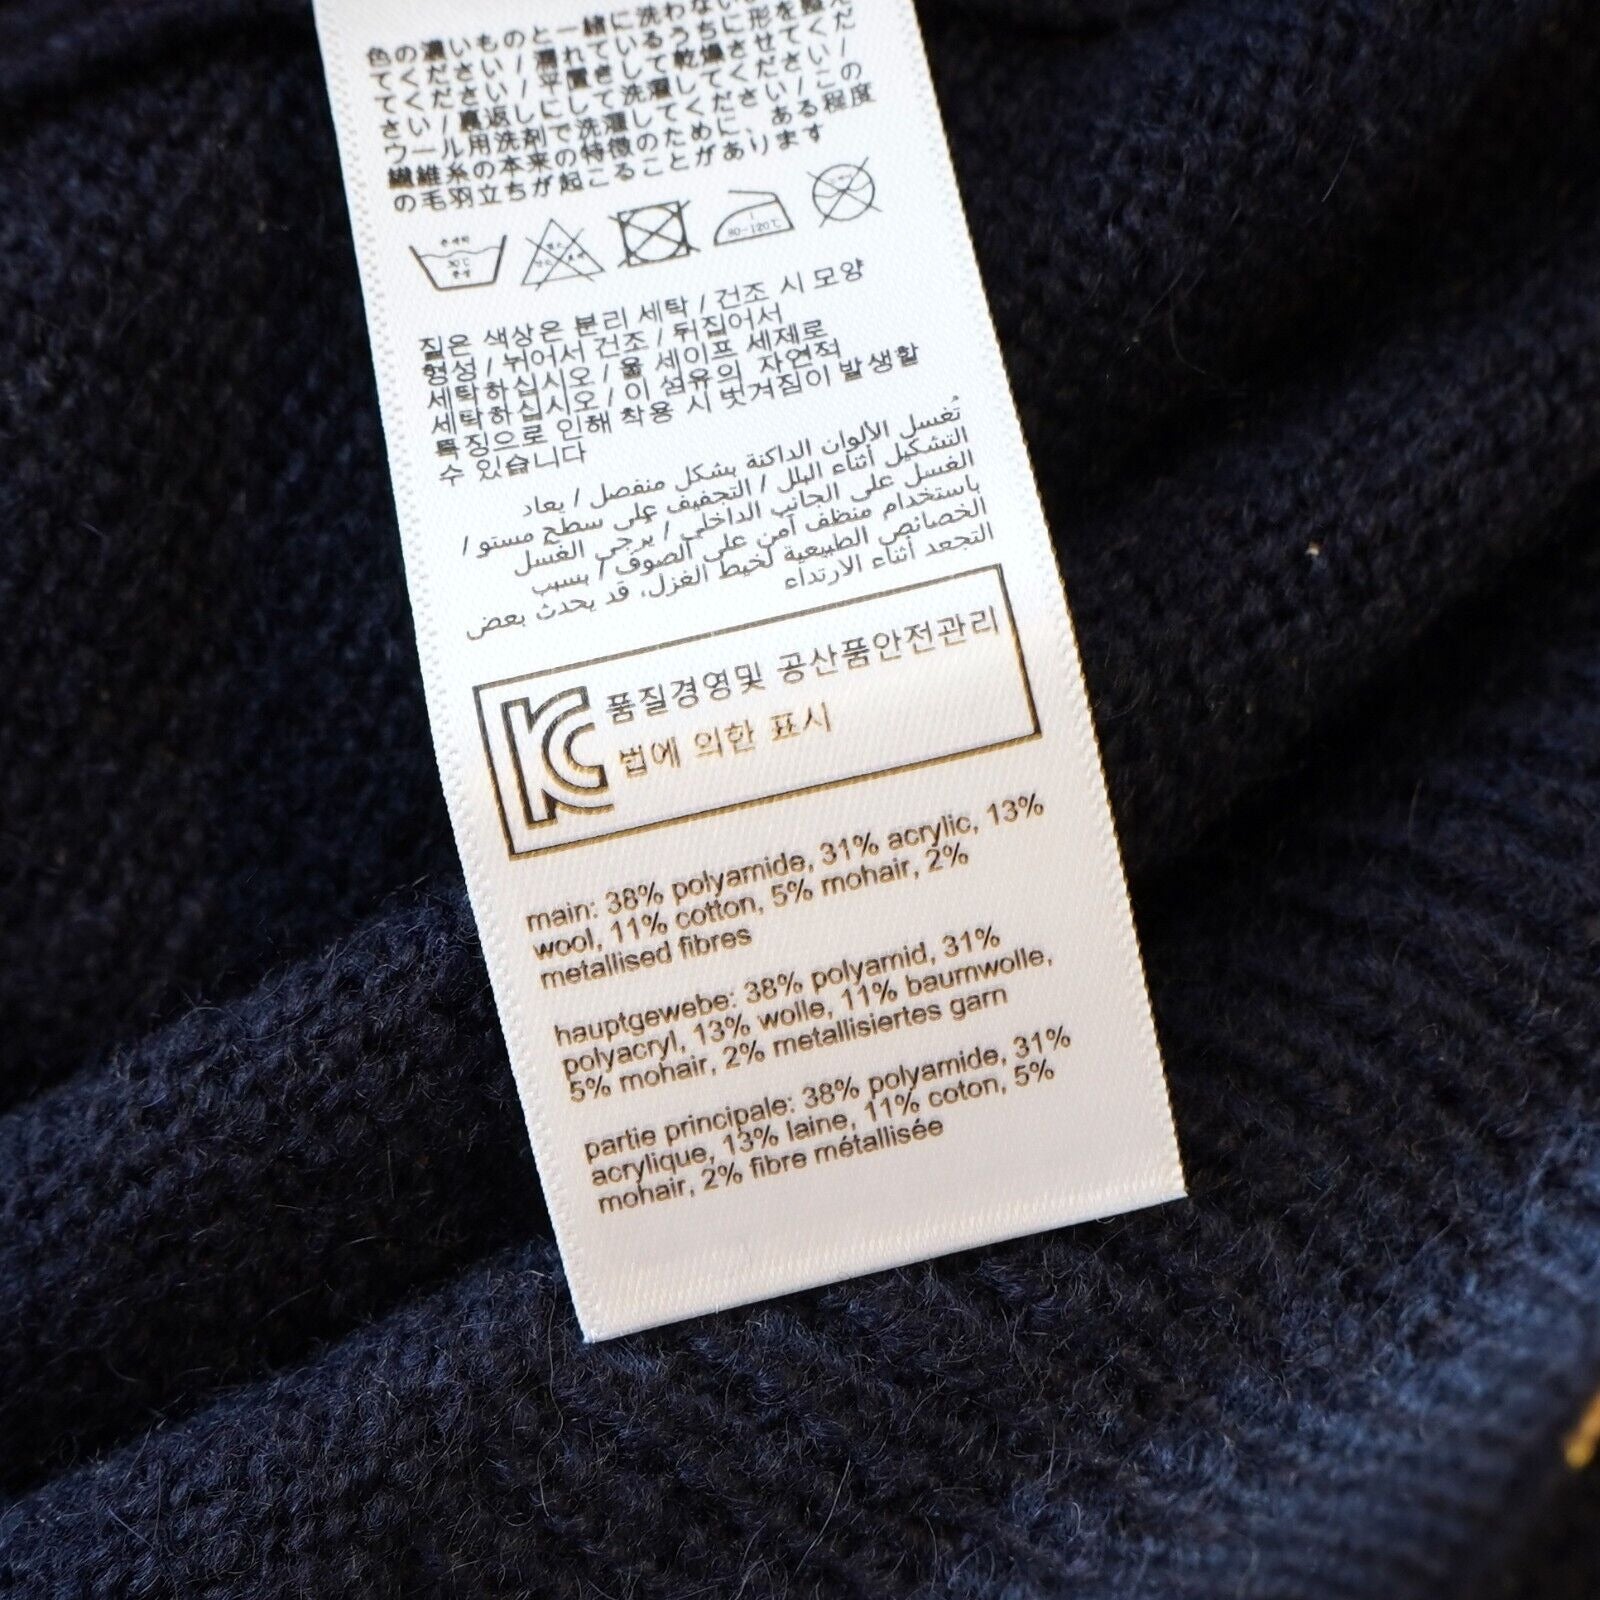 色の濃いものと一緒に洗わない
てください / 濡れているうちに形を整え
てください / 平置きして乾燥させてくだ
さい / 裏返しにして洗濯してください / この
ウール用洗剤で洗濯してください / ある程度
繊維糸の本来の特徴のために、
の毛羽立ちが起こることがあります
80-120℃
짙은 색상은 분리 세탁 / 건조 시 모양
형성 / 뉘어서 건조 / 뒤집어서
세탁하십시오 / 울 세이프 세제로
세탁하십시오 / 이 섬유의 자연적
특징으로 인해 착용 시 벗겨짐이 발생할
수 있습니다
تُغسل الألوان الداكنة بشكل منفصل / يعاد
التشكيل أثناء البلل / التجفيف على سطح مستو /
الغسل على الجانب الداخلي / يُرجى الغسل
باستخدام منظف آمن على الصوف / بسبب
الخصائص الطبيعية لخيط الغزل، قد يحدث بعض
التجعد أثناء الارتداء
KC 품질경영및 공산품안전관리
법에 의한 표시
main: 38% polyamide, 31% acrylic, 13%
wool, 11% cotton, 5% mohair, 2%
metallised fibres
hauptgewebe: 38% polyamid, 31%
polyacryl, 13% wolle, 11% baumwolle,
5% mohair, 2% metallisiertes garn
partie principale: 38% polyamide, 31%
acrylique, 13% laine, 11% coton, 5%
mohair, 2% fibre métallisée